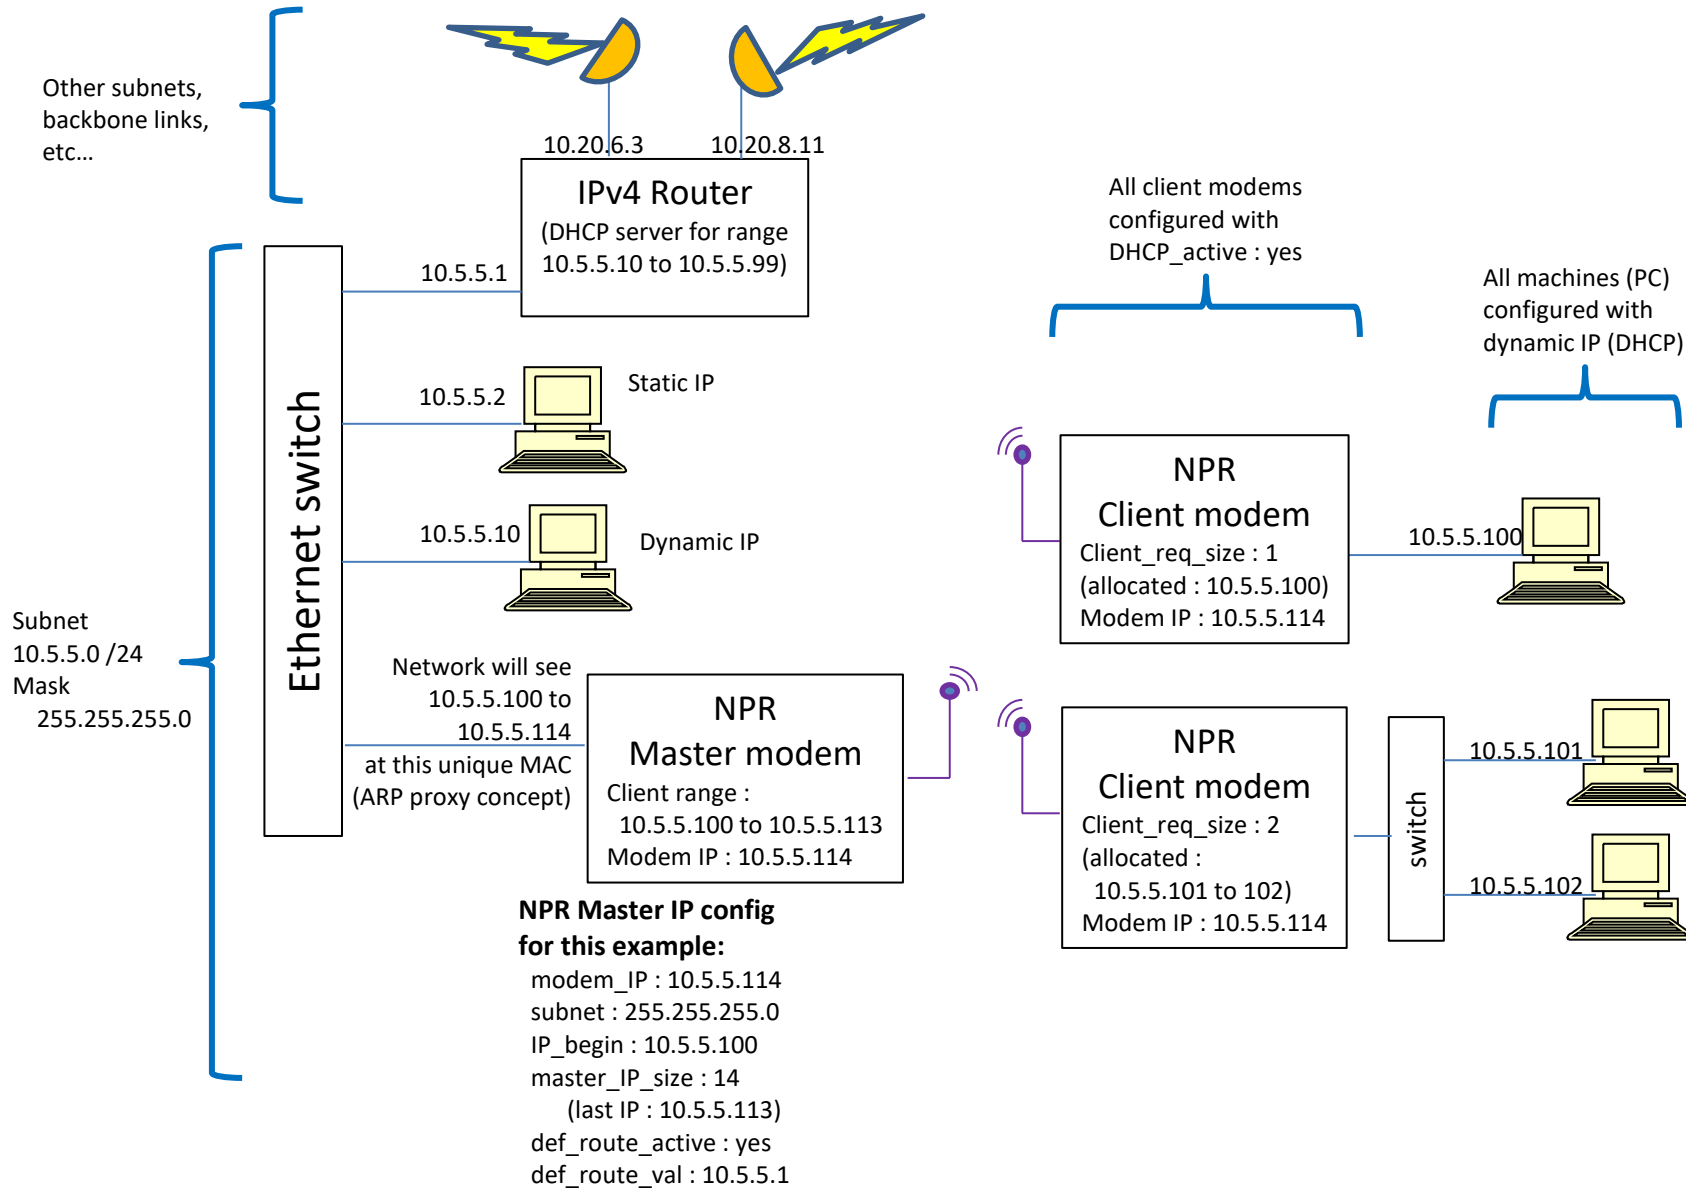 Other subnets,
backbone links,
etc…
10.20.6.3
10.20.8.11
IPv4 Router
(DHCP server for range
10.5.5.10 to 10.5.5.99)
10.5.5.1
All client modems
configured with
DHCP_active : yes
All machines (PC)
configured with
dynamic IP (DHCP)
Ethernet switch
10.5.5.2
Static IP
10.5.5.10
Dynamic IP
Subnet
10.5.5.0 /24
Mask
255.255.255.0
Network will see
10.5.5.100 to
10.5.5.114
at this unique MAC
(ARP proxy concept)
NPR
Master modem
Client range :
10.5.5.100 to 10.5.5.113
Modem IP : 10.5.5.114
NPR Master IP config
for this example:
modem_IP : 10.5.5.114
subnet : 255.255.255.0
IP_begin : 10.5.5.100
master_IP_size : 14
(last IP : 10.5.5.113)
def_route_active : yes
def_route_val : 10.5.5.1
NPR
Client modem
Client_req_size : 1
(allocated : 10.5.5.100)
Modem IP : 10.5.5.114
10.5.5.100
NPR
Client modem
Client_req_size : 2
(allocated :
10.5.5.101 to 102)
Modem IP : 10.5.5.114
switch
10.5.5.101
10.5.5.102